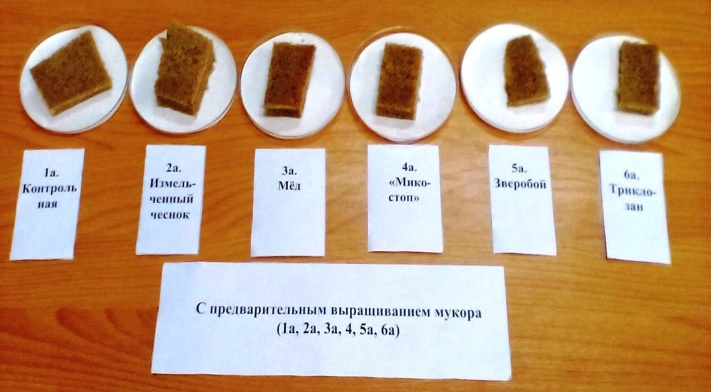 1а.
Контроль
ная
2а.
Измель-
ченный
чеснок
3а.
Мёд
4а.
«Мико-
стоп»
5а.
Зверобой
6а.
Трикло-
зан
С предварительным выращиванием мукора
(1а, 2а, 3а, 4, 5а, 6а)